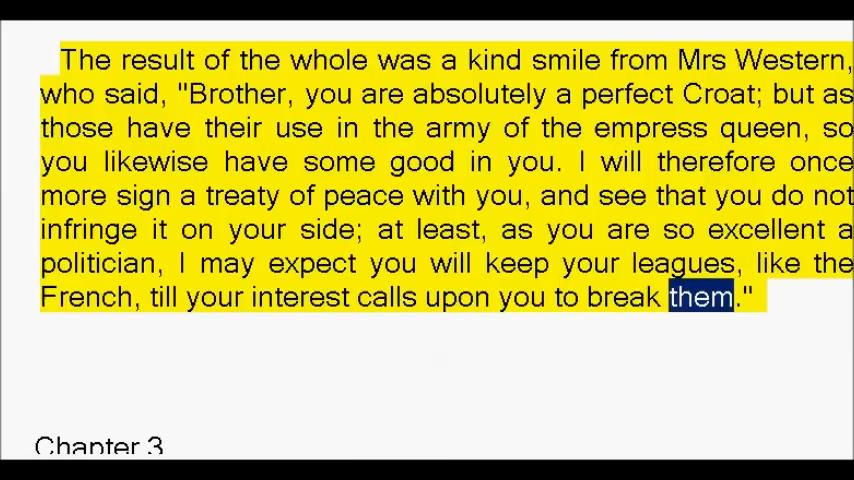 The result of the whole was a kind smile from Mrs Western,
who said, "Brother, you are absolutely a perfect Croat; but as
those have their use in the army of the empress queen, so
you likewise have some good in you. I will therefore once
more sign a treaty of peace with you, and see that you do not
infringe it on your side; at least, as you are so excellent a
politician, I may expect you will keep your leagues, like the
French, till your interest calls upon you to break them."
Chapter 3